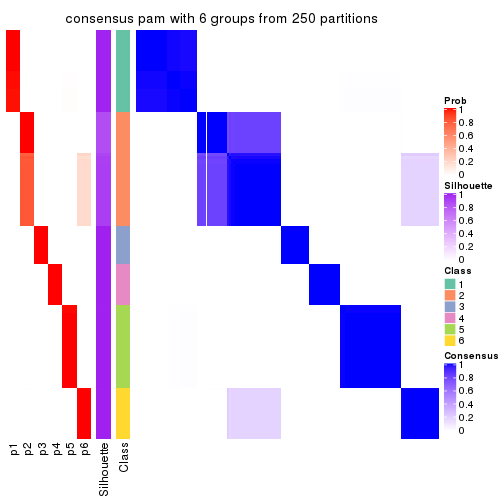 consensus pam with 6 groups from 250 partitions
Prob
1
0.8
0.6
0.4
0.2
0
Silhouette
1
0.8
0.6
0.4
0.2
0
Class
1
2
3
4
5
6
Consensus
1
0.8
0.6
0.4
0.2
0
p1
p2
p3
p4
p5
p6
Silhouette
Class